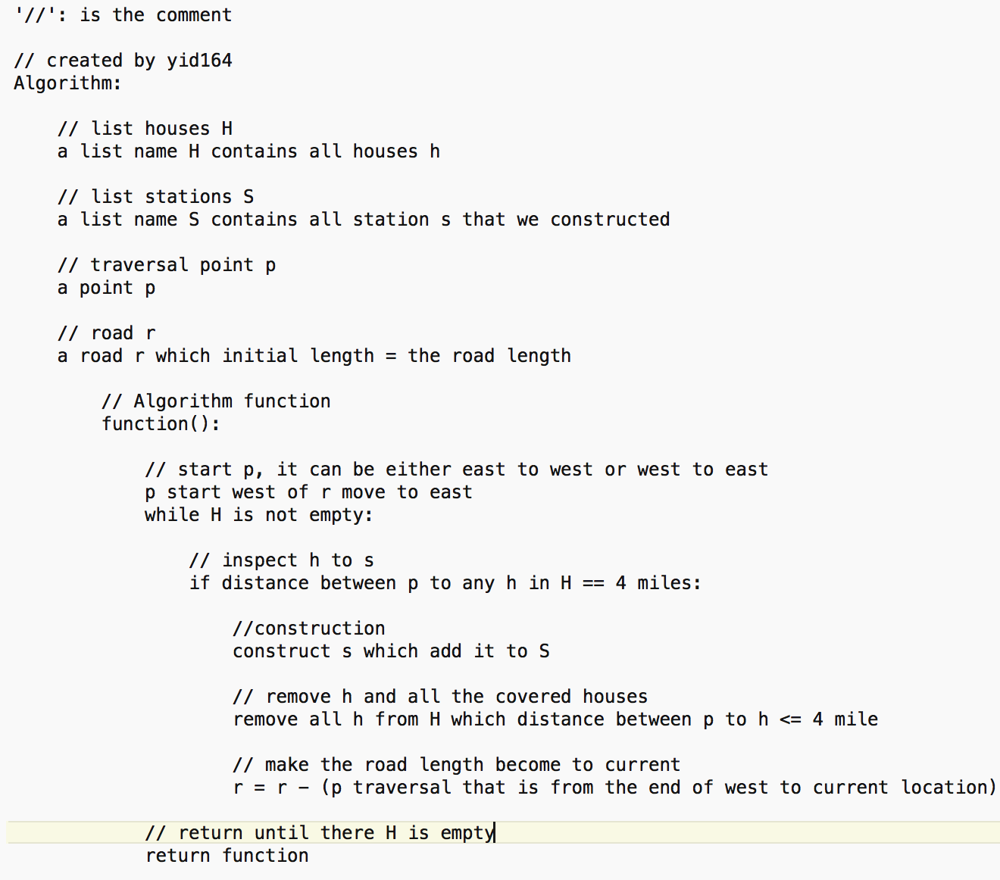 '//': is the comment
// created by yid164
Algorithm:
// list houses H
a list name H contains all houses h
// list stations S
a list name S contains all station s that we constructed
// traversal point p
a point p
// road r
a road r which initial length = the road length
// Algorithm function
function():
// start p, it can be either east to west or west to east
p start west of r move to east
while H is not empty:
// inspect h to s
if distance between p to any h in H == 4 miles:
//construction
construct s which add it to S
// remove h and all the covered houses
remove all h from H which distance between p to h <= 4 mile
// make the road length become to current
r = r − (p traversal that is from the end of west to current location)
// return until there H is empty
return function